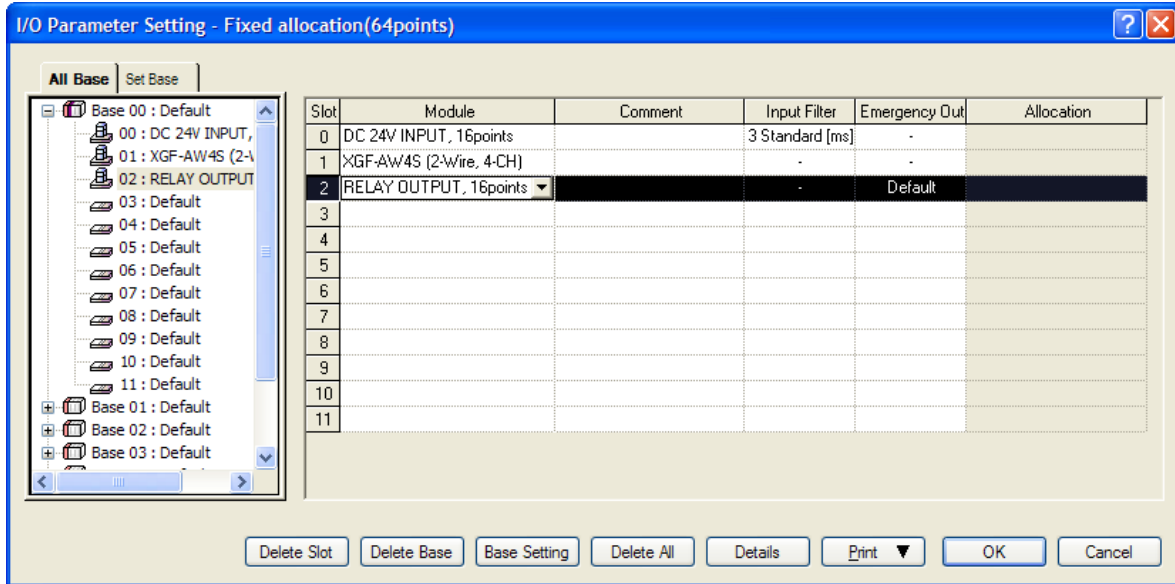 I/O Parameter Setting - Fixed allocation(64points)
All Base Set Base
Base 00 : Default
00 : DC 24V INPUT,
01 : XGF-AW4S (2-
02 : RELAY OUTPUT
03 : Default
04 : Default
05 : Default
06 : Default
07 : Default
08 : Default
09 : Default
10 : Default
11 : Default
Base 01 : Default
Base 02 : Default
Base 03 : Default
Slot Module Comment Input Filter Emergency Out Allocation
0 DC 24V INPUT, 16points 3 Standard [ms] -
1 XGF-AW4S (2-Wire, 4-CH) - -
2 RELAY OUTPUT, 16points - Default
3
4
5
6
7
8
9
10
11
Delete Slot Delete Base Base Setting Delete All Details Print ▼ OK Cancel